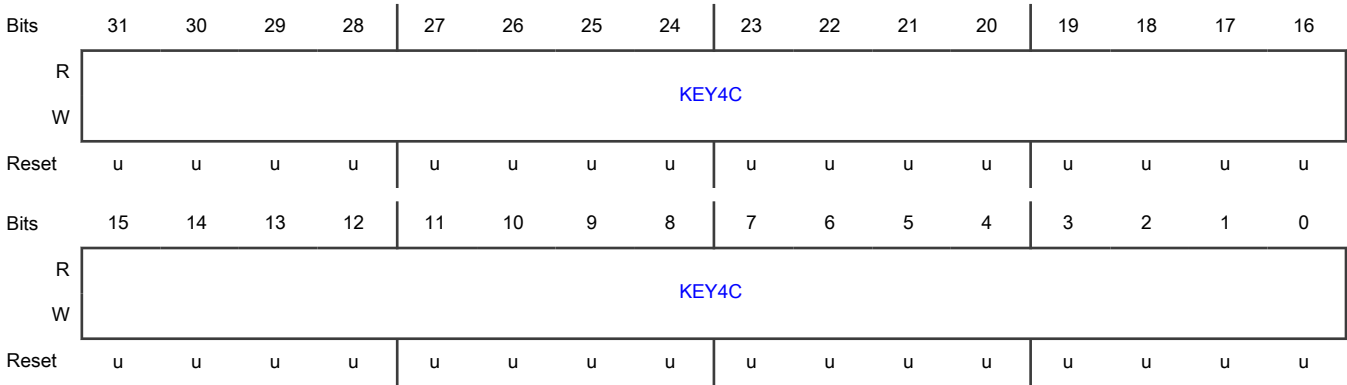 Bits 31 30 29 28 27 26 25 24 23 22 21 20 19 18 17 16
R
KEY4C
W
Reset u u u u u u u u u u u u u u u u
Bits 15 14 13 12 11 10 9 8 7 6 5 4 3 2 1 0
R
KEY4C
W
Reset u u u u u u u u u u u u u u u u